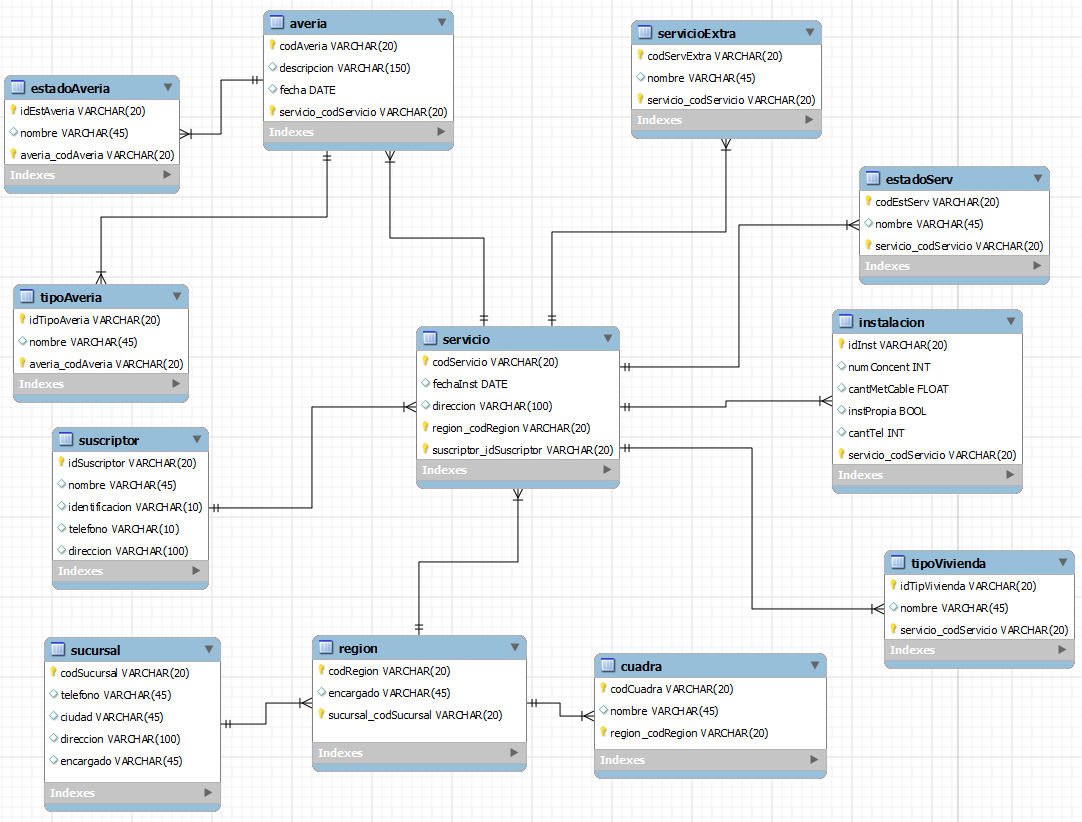 averia
codAveria VARCHAR(20)
descripcion VARCHAR(150)
fecha DATE
servicio_codServicio VARCHAR(20)
Indexes
servicioExtra
codServExtra VARCHAR(20)
nombre VARCHAR(45)
servicio_codServicio VARCHAR(20)
Indexes
estadoAveria
idEstAveria VARCHAR(20)
nombre VARCHAR(45)
averia_codAveria VARCHAR(20)
Indexes
estadoServ
codEstServ VARCHAR(20)
nombre VARCHAR(45)
servicio_codServicio VARCHAR(20)
Indexes
tipoAveria
idTipoAveria VARCHAR(20)
nombre VARCHAR(45)
averia_codAveria VARCHAR(20)
Indexes
servicio
codServicio VARCHAR(20)
fechaInst DATE
direccion VARCHAR(100)
region_codRegion VARCHAR(20)
suscriptor_idSuscriptor VARCHAR(20)
Indexes
instalacion
idInst VARCHAR(20)
numConcent INT
cantMetCable FLOAT
instPropia BOOL
cantTel INT
servicio_codServicio VARCHAR(20)
Indexes
suscriptor
idSuscriptor VARCHAR(20)
nombre VARCHAR(45)
identificacion VARCHAR(10)
telefono VARCHAR(10)
direccion VARCHAR(100)
Indexes
tipoVivienda
idTipVivienda VARCHAR(20)
nombre VARCHAR(45)
servicio_codServicio VARCHAR(20)
Indexes
sucursal
codSucursal VARCHAR(20)
telefono VARCHAR(45)
ciudad VARCHAR(45)
direccion VARCHAR(100)
encargado VARCHAR(45)
Indexes
region
codRegion VARCHAR(20)
encargado VARCHAR(45)
sucursal_codSucursal VARCHAR(20)
Indexes
cuadra
codCuadra VARCHAR(20)
nombre VARCHAR(45)
region_codRegion VARCHAR(20)
Indexes